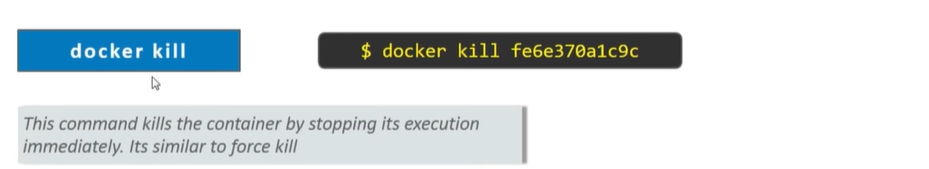 docker kill
$ docker kill fe6e370a1c9c
This command kills the container by stopping its execution
immediately. Its similar to force kill